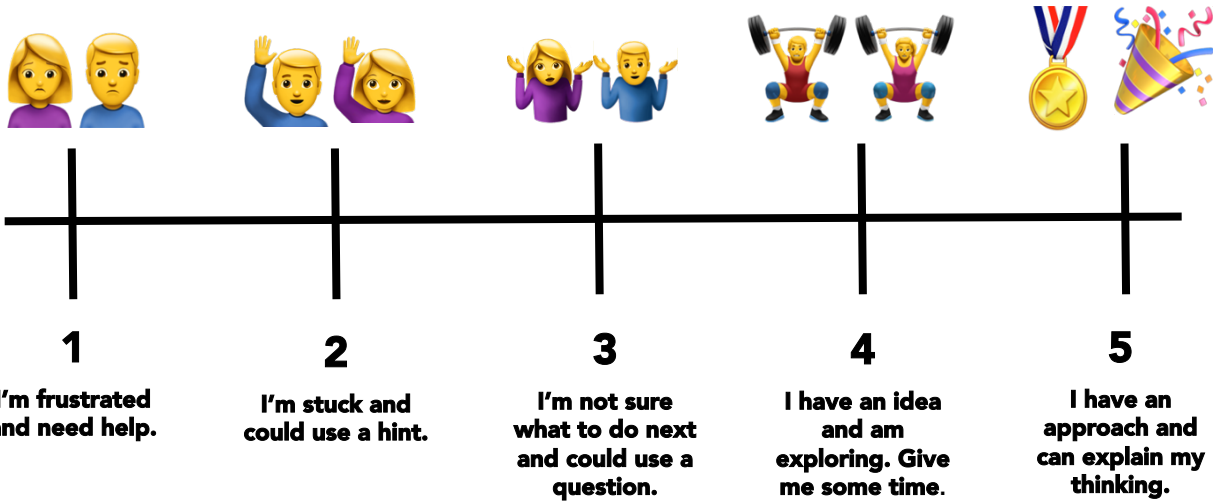 1
I'm frustrated
and need help.
2
I'm stuck and
could use a hint.
3
I'm not sure
what to do next
and could use a
question.
4
I have an idea
and am
exploring. Give
me some time.
5
I have an
approach and
can explain my
thinking.